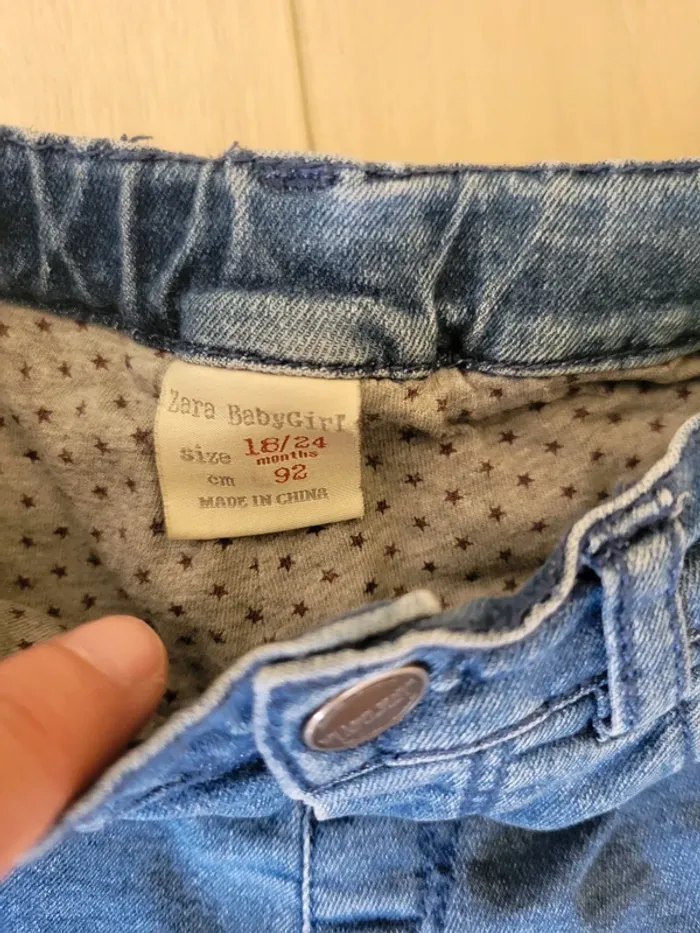 Zara BabyGirl
size 18/24
months
cm 92
MADE IN CHINA